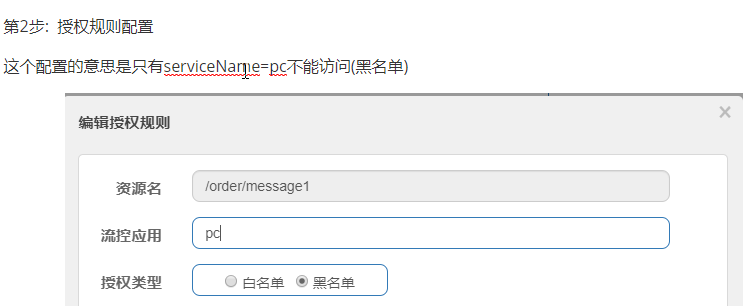 第2步:  授权规则配置
这个配置的意思是只有serviceName=pc不能访问(黑名单)
编辑授权规则
×
资源名 /order/message1
流控应用 pc
授权类型 白名单 黑名单